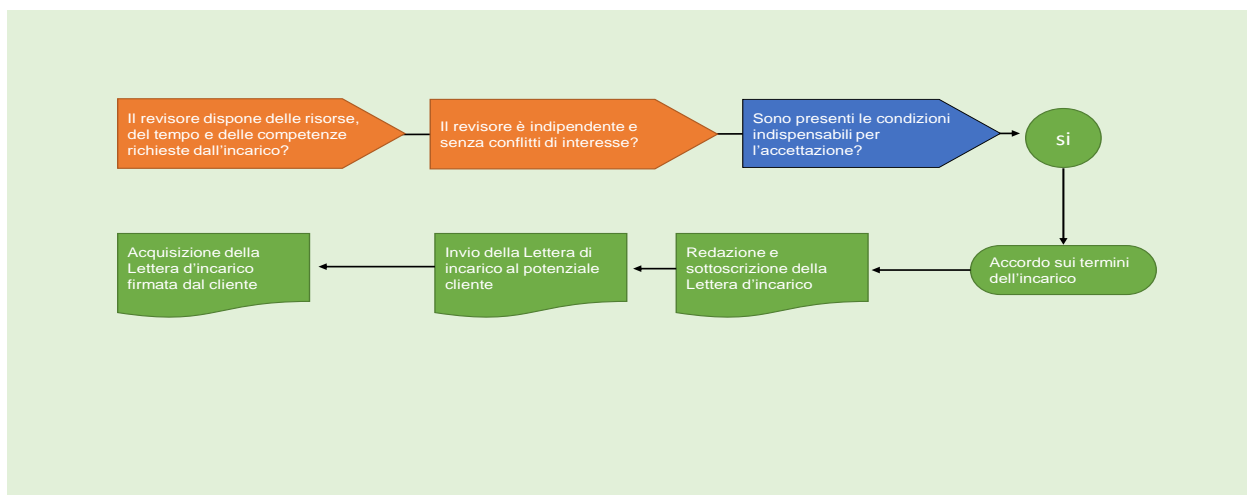 Il revisore dispone delle risorse,
del tempo e delle competenze
richieste dall'incarico?
Il revisore è indipendente e
senza conflitti di interesse?
Sono presenti le condizioni
indispensabili per
l'accettazione?
si
Accordo sui termini
dell'incarico
Redazione e
sottoscrizione della
Lettera d'incarico
Invio della Lettera di
incarico al potenziale
cliente
Acquisizione della
Lettera d'incarico
firmata dal cliente